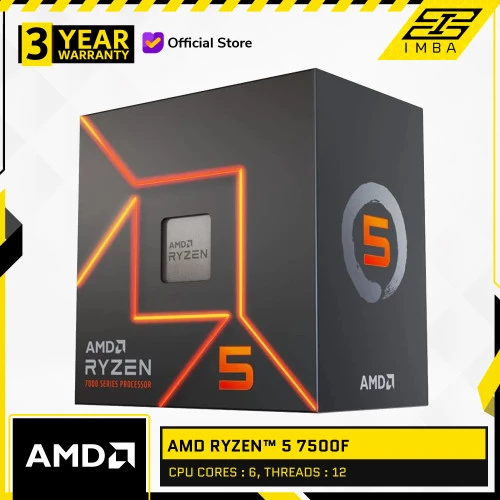 3 YEAR
WARRANTY
Official Store
IMBA
AMD
RYZEN
AMD
RYZEN
7000 SERIES PROCESSOR
5
5
AMD
AMD
AMD RYZEN™ 5 7500F
CPU CORES : 6, THREADS : 12